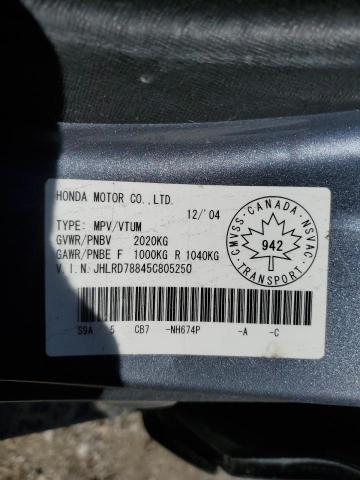 HONDA MOTOR CO.,LTD.
12/'04
TYPE: MPV/VTUM
GVWR/PNBV 2020KG
GAWR/PNBE F 1000KG R 1040KG
V.I.N:JHLRD78845C805250
S9A 5 CB7 -NH674P -A -C
CMVSS-CANADA-NSVAC
942
TRANSPORT